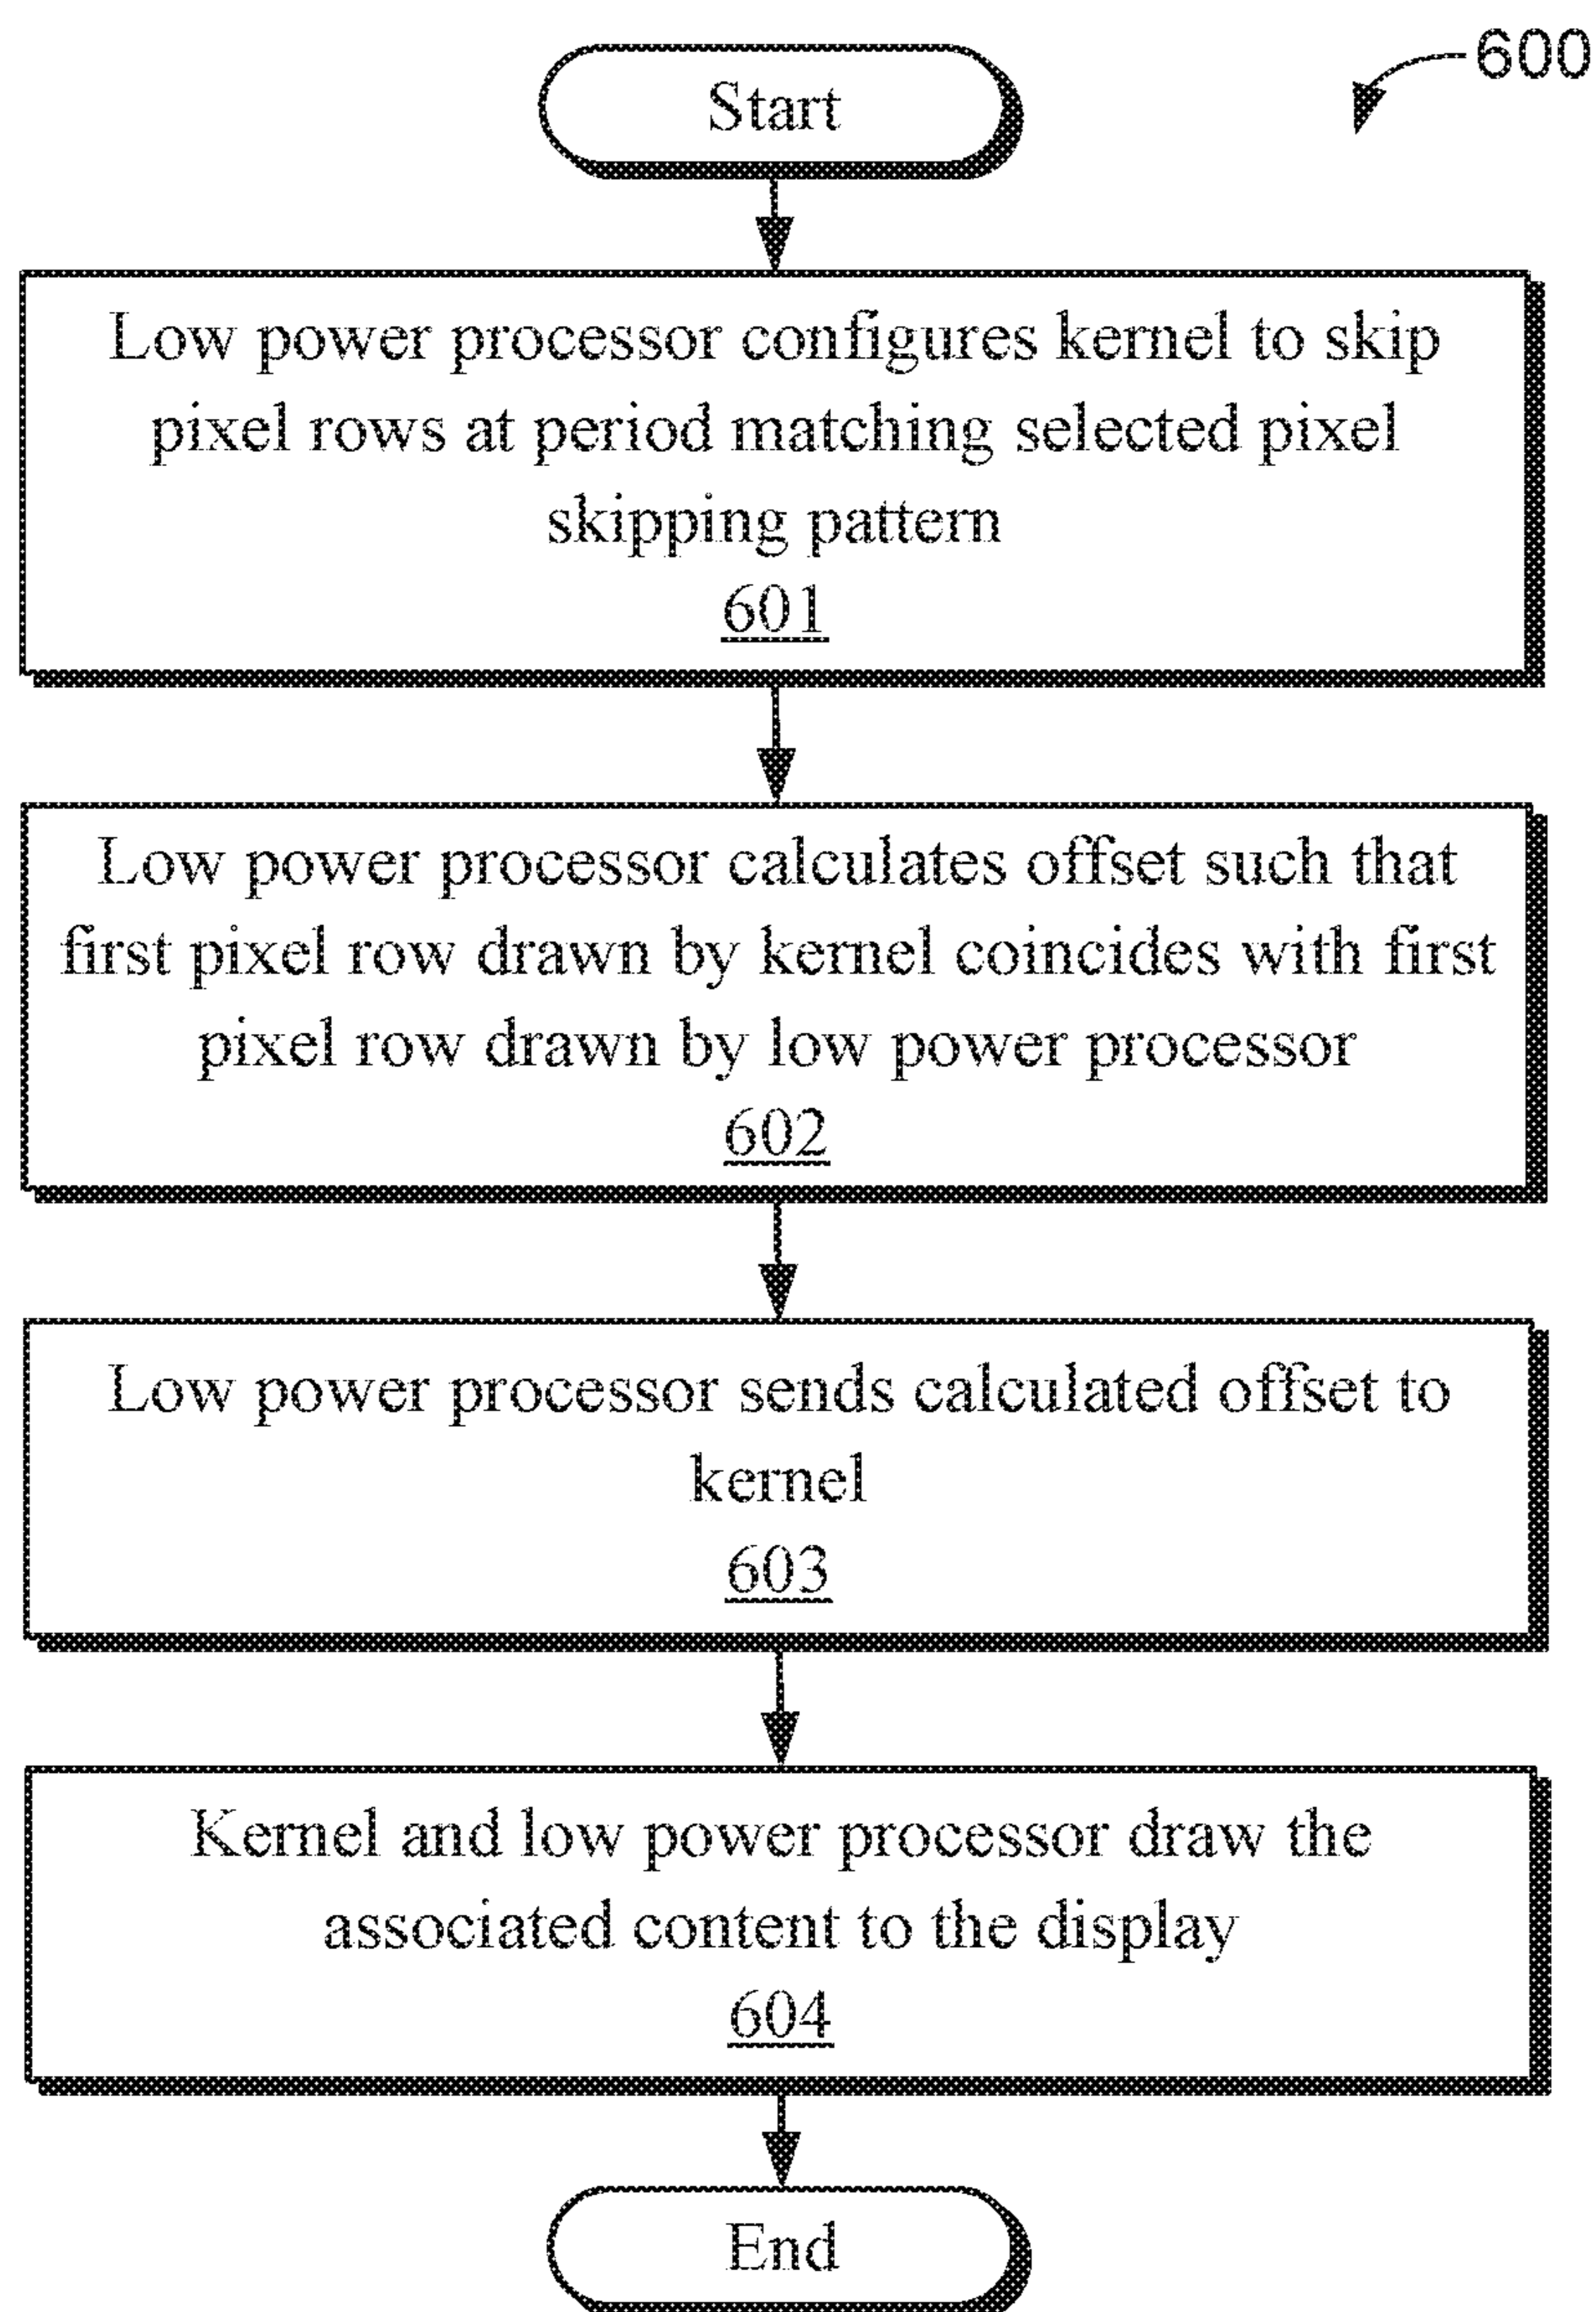 600
Start
Low power processor configures kernel to skip
pixel rows at period matching selected pixel
skipping pattern
601
Low power processor calculates offset such that
first pixel row drawn by kernel coincides with first
pixel row drawn by low power processor
602
Low power processor sends calculated offset to
kernel
603
Kernel and low power processor draw the
associated content to the display
604
End